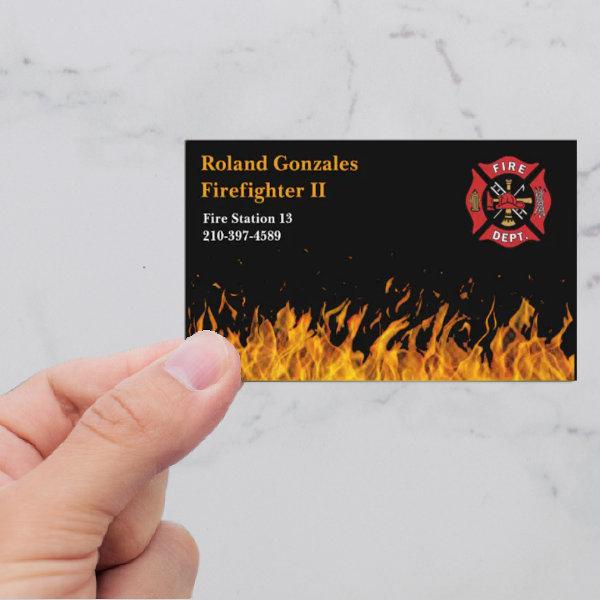 Roland Gonzales
Firefighter II
Fire Station 13
210-397-4589
FIRE
DEPT.